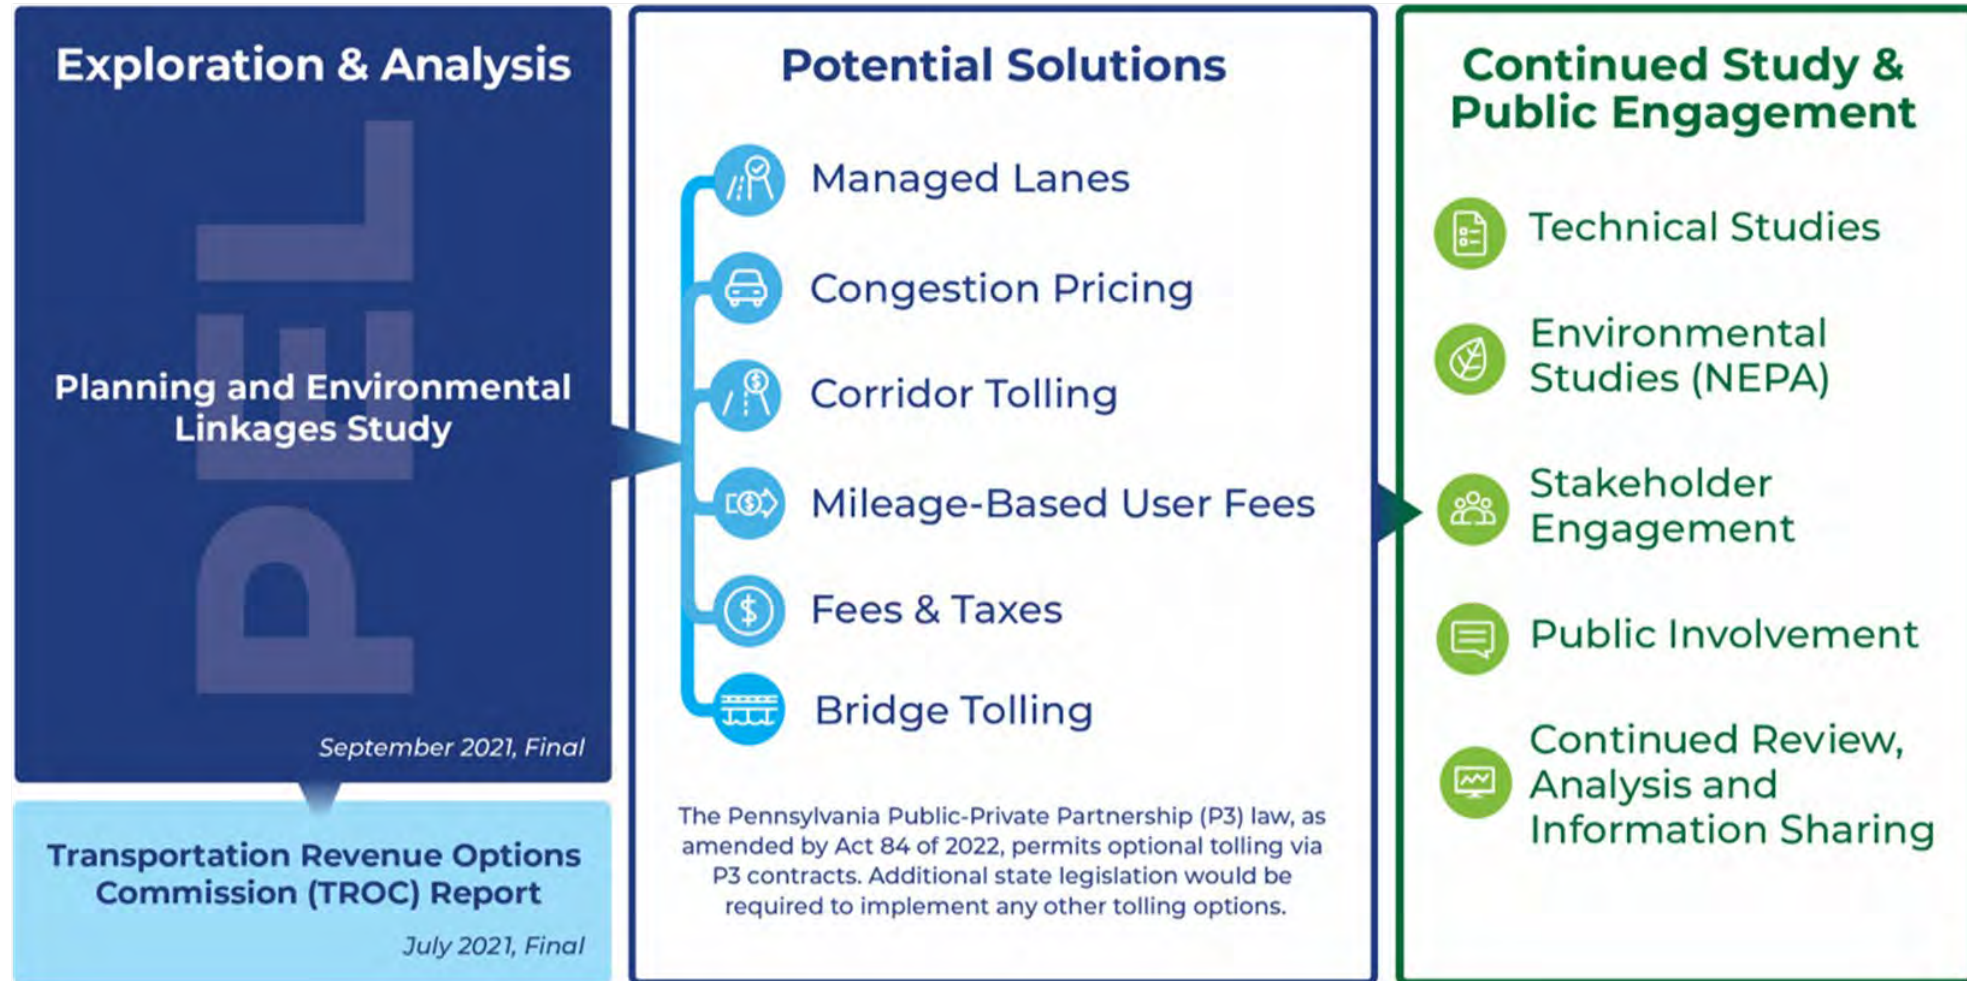 Exploration & Analysis
PEL
Planning and Environmental
Linkages Study
September 2021, Final
Transportation Revenue Options
Commission (TROC) Report
July 2021, Final
Potential Solutions
Managed Lanes
Congestion Pricing
Corridor Tolling
Mileage-Based User Fees
Fees & Taxes
Bridge Tolling
The Pennsylvania Public-Private Partnership (P3) law, as
amended by Act 84 of 2022, permits optional tolling via
P3 contracts. Additional state legislation would be
required to implement any other tolling options.
Continued Study &
Public Engagement
Technical Studies
Environmental
Studies (NEPA)
Stakeholder
Engagement
Public Involvement
Continued Review,
Analysis and
Information Sharing